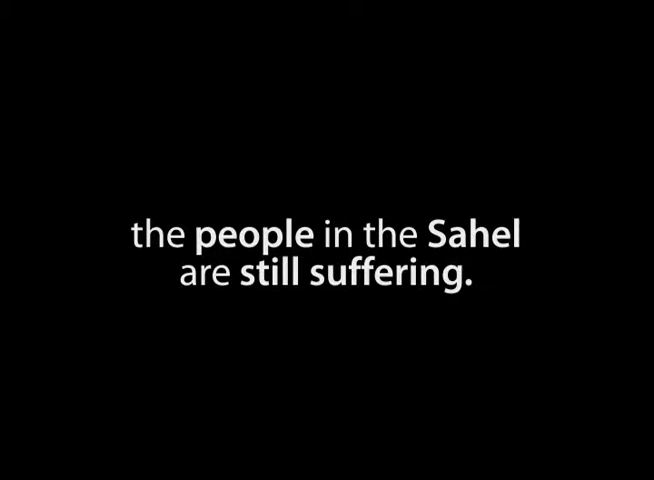 the people in the Sahel
are still suffering.